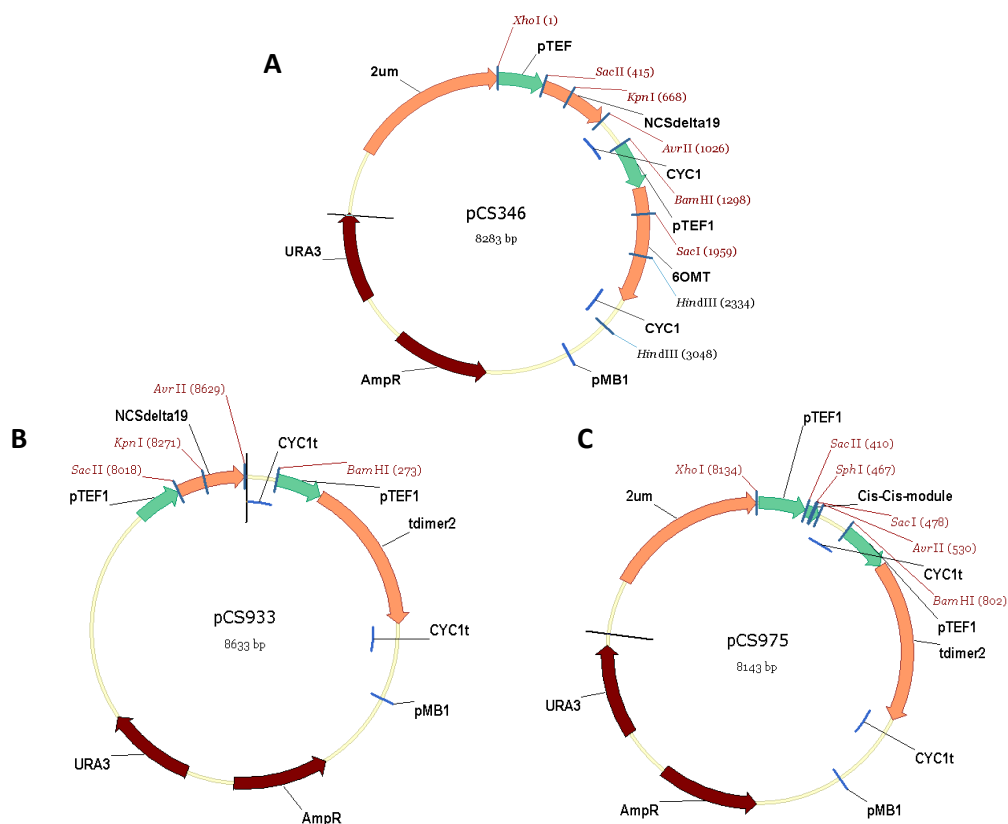 A
XhoI (1)
pTEF
2um
SacII (415)
KpnI (668)
NCSdelta19
AvrII (1026)
CYC1
BamHI (1298)
pTEF1
pCS346
8283 bp
SacI (1959)
URA3
6OMT
HindIII (2334)
CYC1
HindIII (3048)
AmpR
pMB1
B
AvrII (8629)
NCSdelta19
CYC1t
KpnI (8271)
BamHI (273)
SacII (8018)
pTEF1
pTEF1
tdimer2
pCS933
8633 bp
CYC1t
pMB1
URA3
AmpR
C
pTEF1
SacII (410)
XhoI (8134)
SphI (467)
2um
Cis-Cis-module
SacI (478)
AvrII (530)
CYC1t
BamHI (802)
pTEF1
pCS975
8143 bp
tdimer2
URA3
CYC1t
AmpR
pMB1